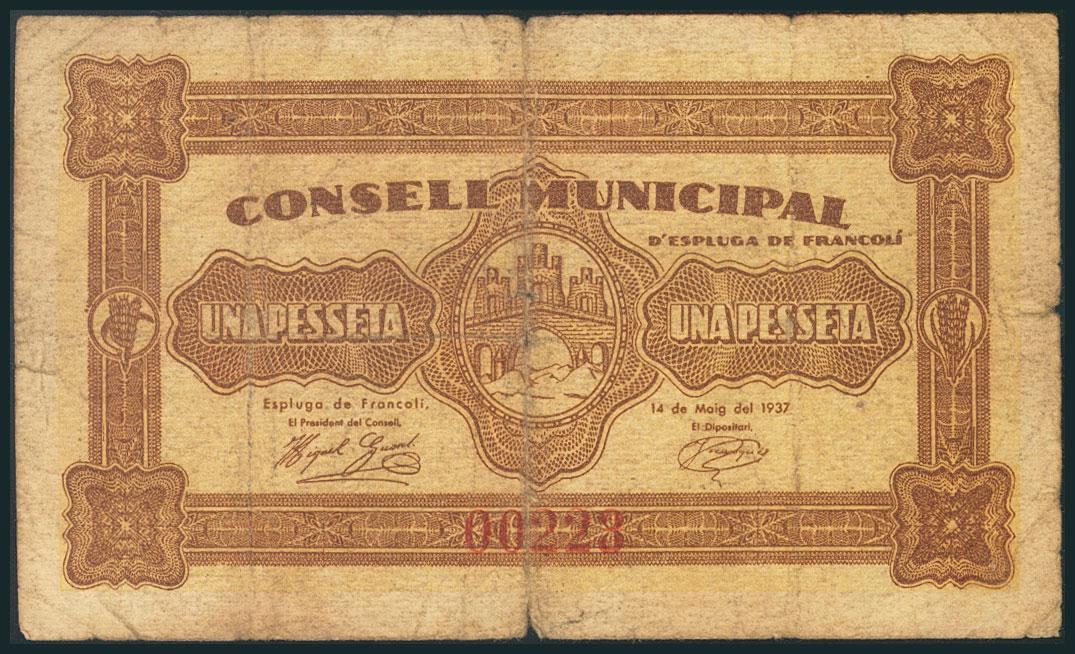 CONSELL MUNICIPAL
D'ESPLUGA DE FRANCOLÍ
UNA PESSETA
UNA PESSETA
Espluga de Francolí,
14 de Maig del 1937
El President del Consell,
El Dipositari,
00223